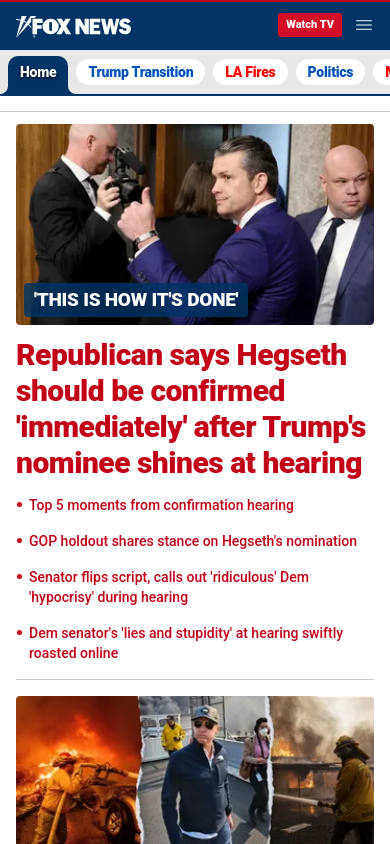 FOX NEWS
Watch TV
Home
Trump Transition
LA Fires
Politics
'THIS IS HOW IT'S DONE'
Republican says Hegseth
should be confirmed
'immediately' after Trump's
nominee shines at hearing
• Top 5 moments from confirmation hearing
• GOP holdout shares stance on Hegseth's nomination
• Senator flips script, calls out 'ridiculous' Dem
'hypocrisy' during hearing
• Dem senator's 'lies and stupidity' at hearing swiftly
roasted online